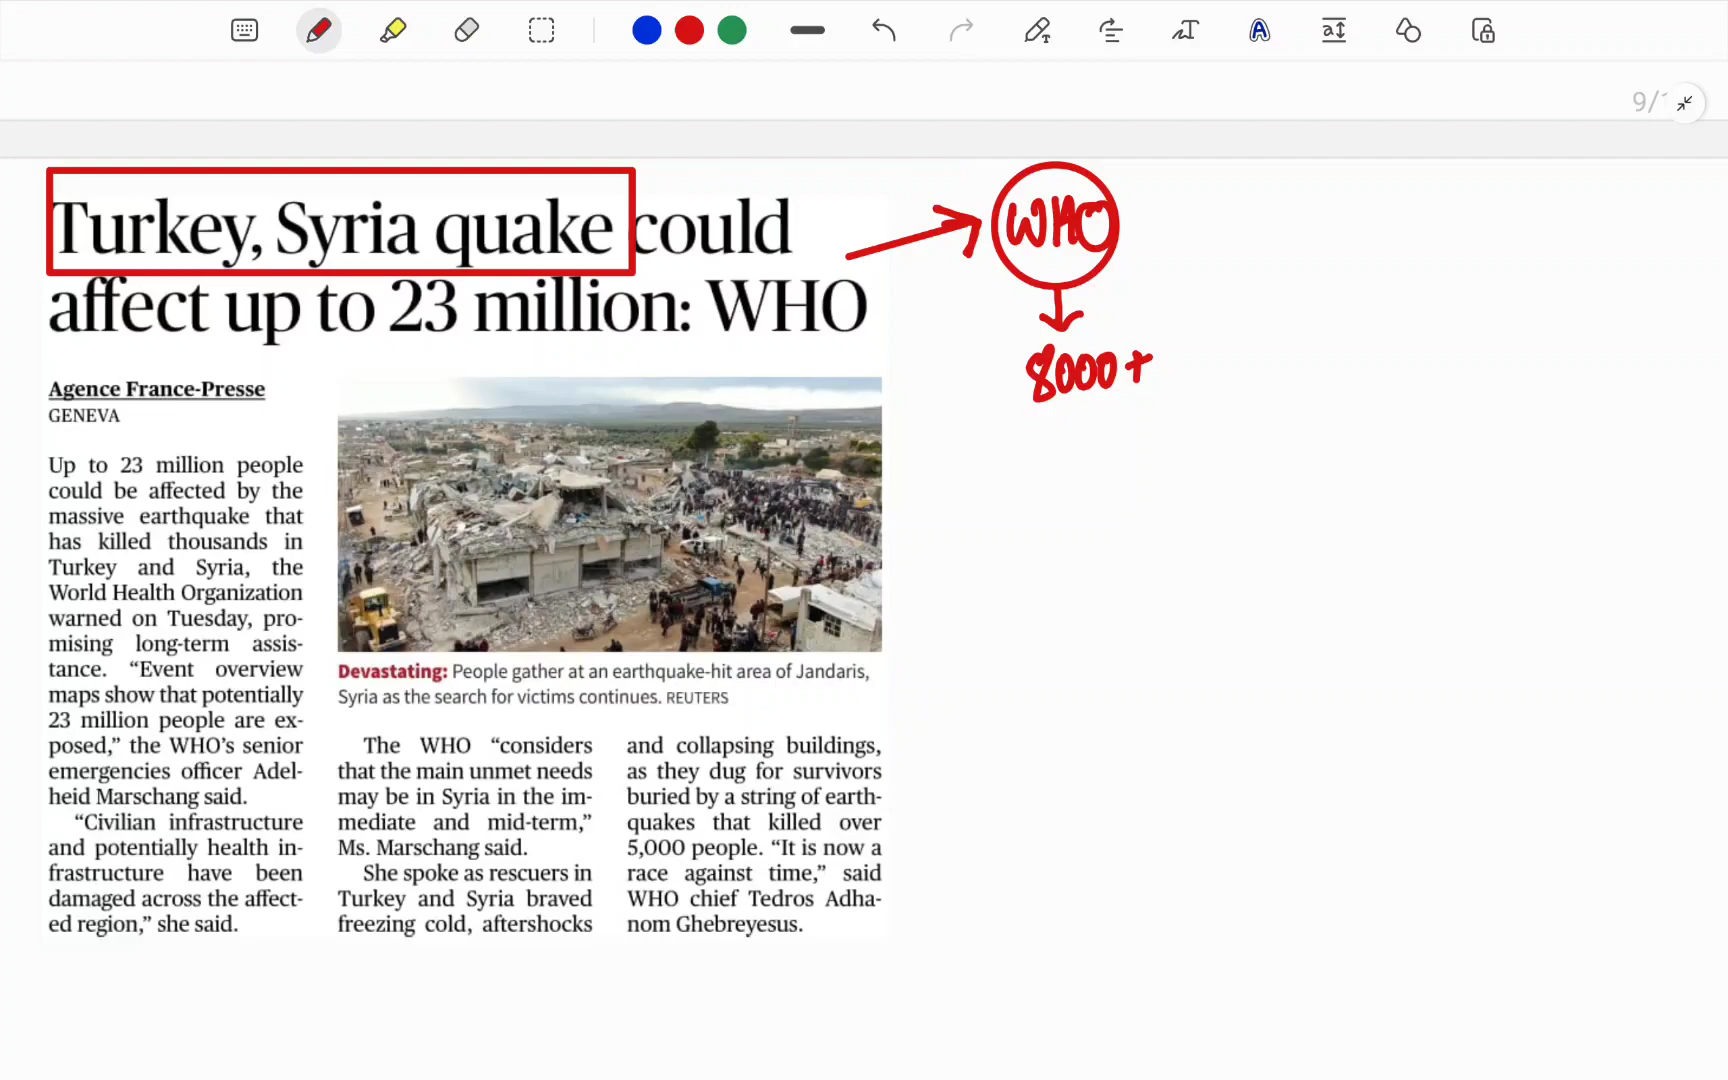 9/
Turkey, Syria quake could
affect up to 23 million: WHO
WHO
8000+
Agence France-Presse
GENEVA
Up to 23 million people
could be affected by the
massive earthquake that
has killed thousands in
Turkey and Syria, the
World Health Organization
warned on Tuesday, pro-
mising long-term assis-
tance. “Event overview
maps show that potentially
23 million people are ex-
posed,” the WHO’s senior
emergencies officer Adel-
heid Marschang said.
“Civilian infrastructure
and potentially health in-
frastructure have been
damaged across the affect-
ed region,” she said.
Devastating: People gather at an earthquake-hit area of Jandaris,
Syria as the search for victims continues. REUTERS
The WHO “considers
that the main unmet needs
may be in Syria in the im-
mediate and mid-term,”
Ms. Marschang said.
She spoke as rescuers in
Turkey and Syria braved
freezing cold, aftershocks
and collapsing buildings,
as they dug for survivors
buried by a string of earth-
quakes that killed over
5,000 people. “It is now a
race against time,” said
WHO chief Tedros Adha-
nom Ghebreyesus.